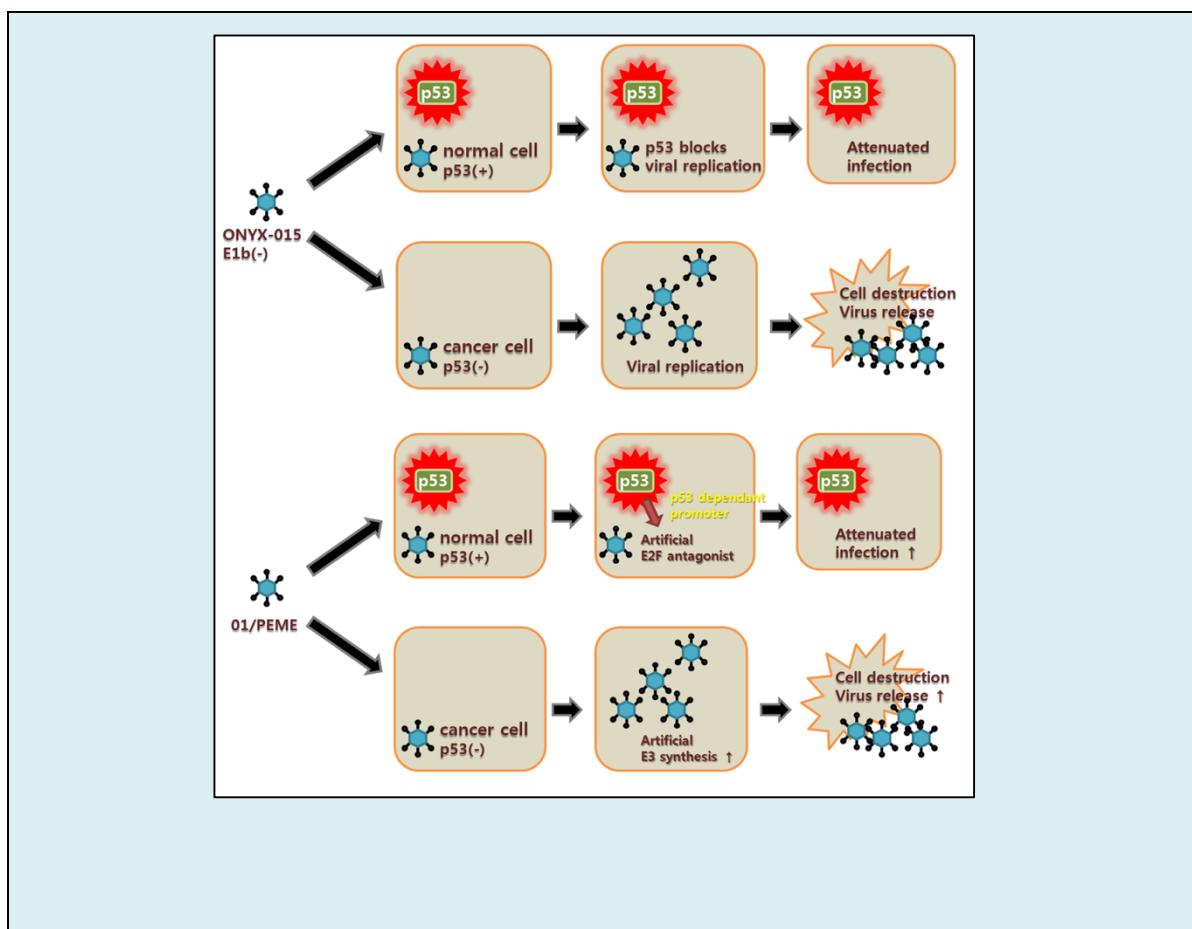 p53
normal cell
p53(+)
p53
p53 blocks
viral replication
p53
Attenuated
infection
ONYX-015
E1b(-)
cancer cell
p53(-)
Viral replication
Cell destruction
Virus release
p53
normal cell
p53(+)
p53
p53 dependant
promoter
Artificial
E2F antagonist
p53
Attenuated
infection ↑
01/PEME
cancer cell
p53(-)
Artificial
E3 synthesis ↑
Cell destruction
Virus release ↑